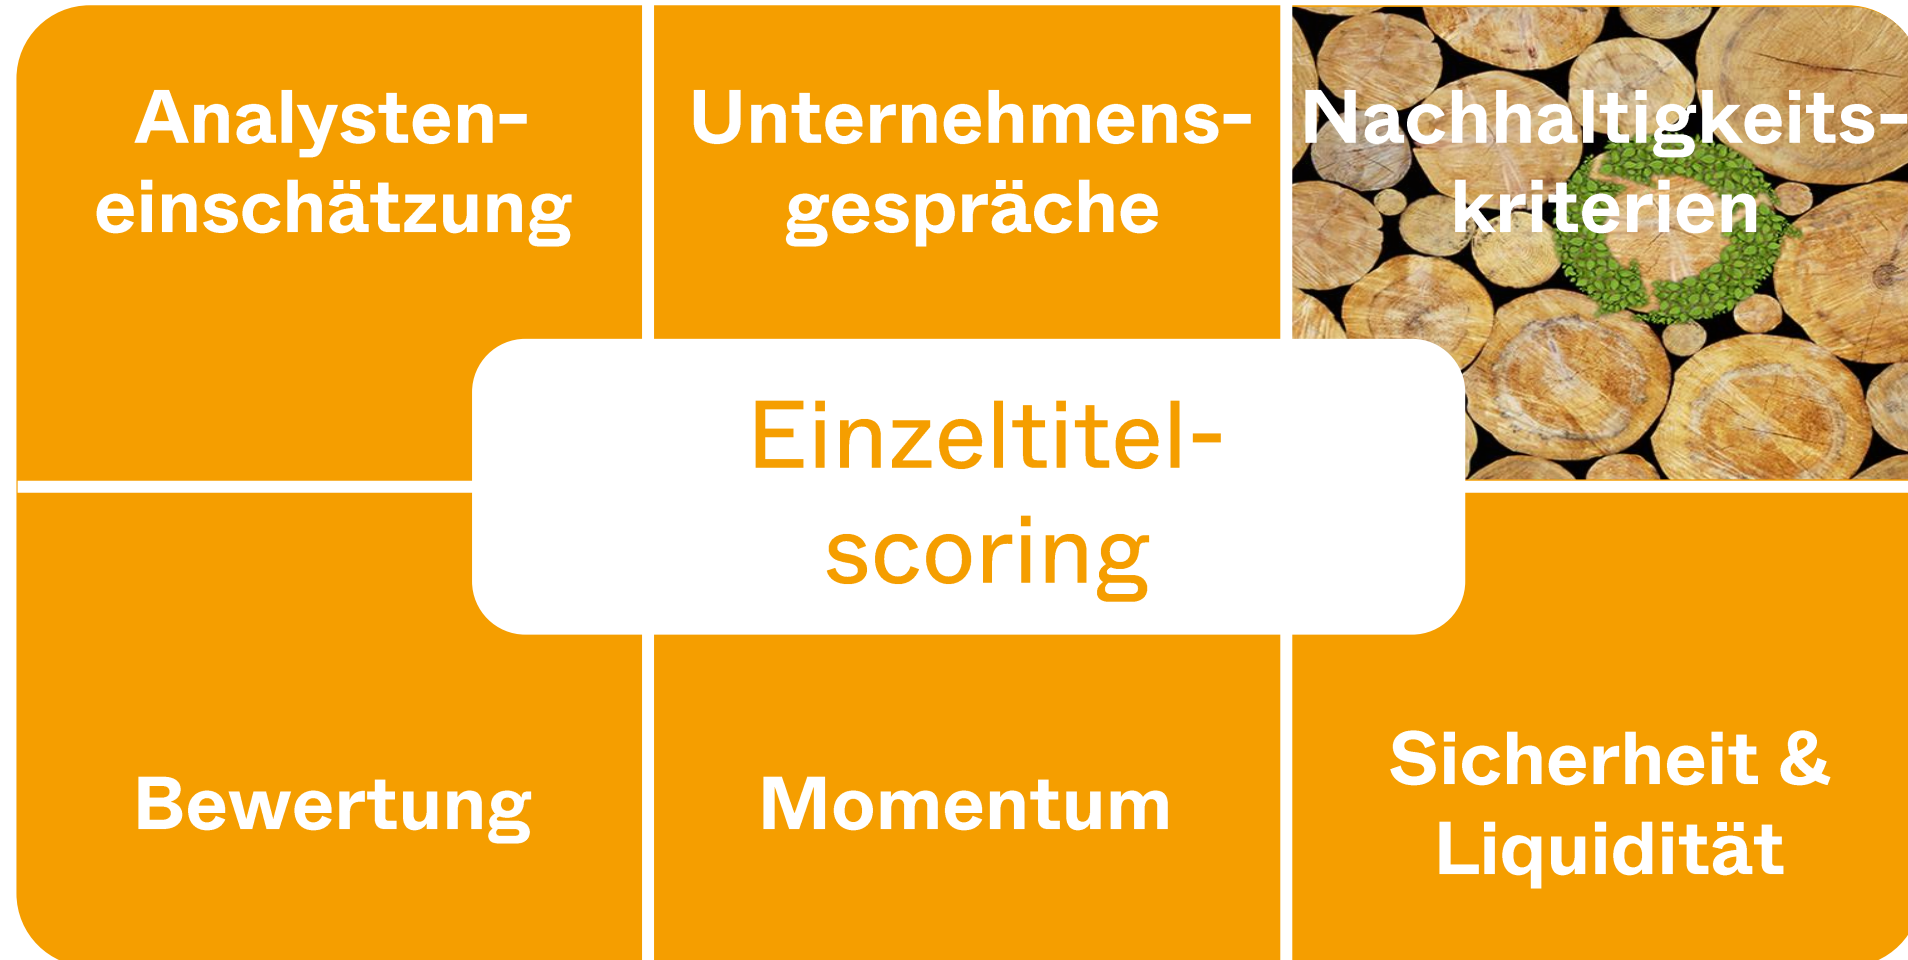 Analysten-
einschätzung
Unternehmens-
gespräche
Nachhaltigkeits-
kriterien
Einzeltitel-
scoring
Bewertung
Momentum
Sicherheit &
Liquidität